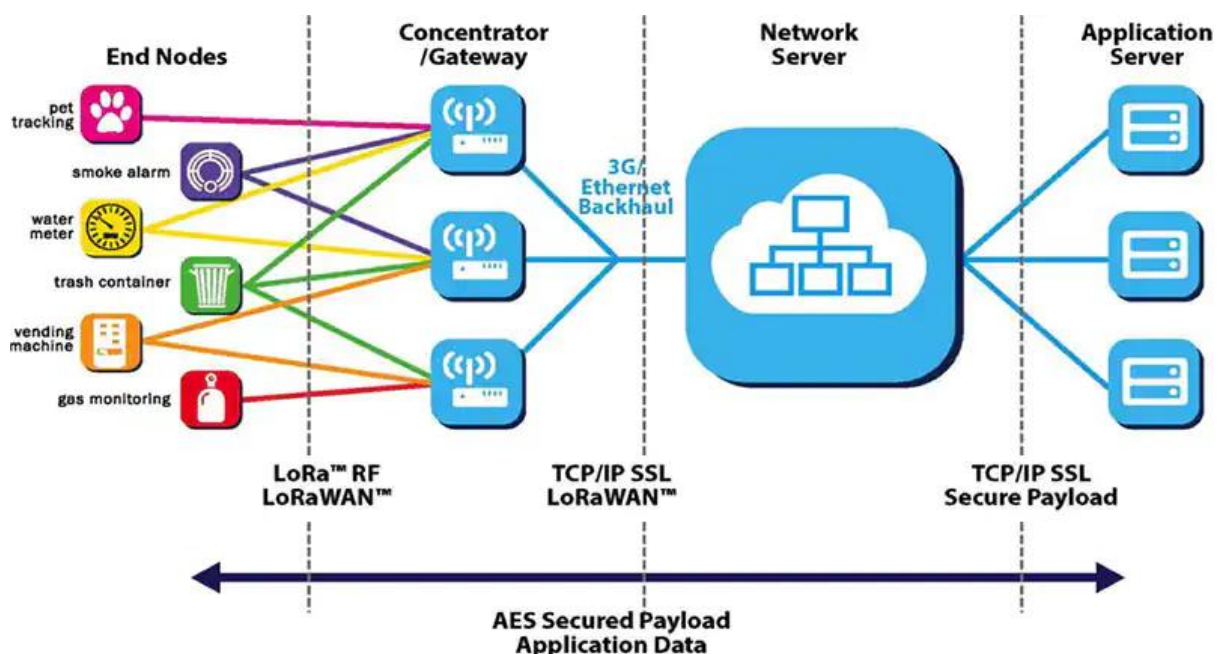 End Nodes
Concentrator
/Gateway
Network
Server
Application
Server
pet
tracking
smoke alarm
water
meter
trash container
vending
machine
gas monitoring
3G/
Ethernet
Backhaul
LoRa™ RF
LoRaWAN™
TCP/IP SSL
LoRaWAN™
TCP/IP SSL
Secure Payload
AES Secured Payload
Application Data